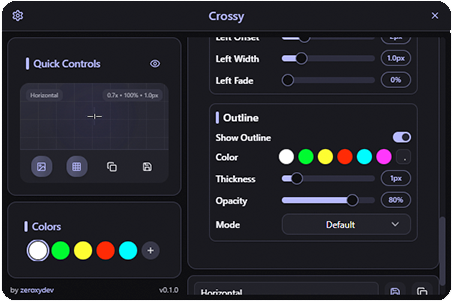 Crossy
Quick Controls
Horizontal
0.7x • 100% • 1.0px
Colors
by zeroxydev
v0.1.0
Left Offset
Left Width
1.0px
Left Fade
0%
Outline
Show Outline
Color
Thickness
1px
Opacity
80%
Mode
Default
Horizontal